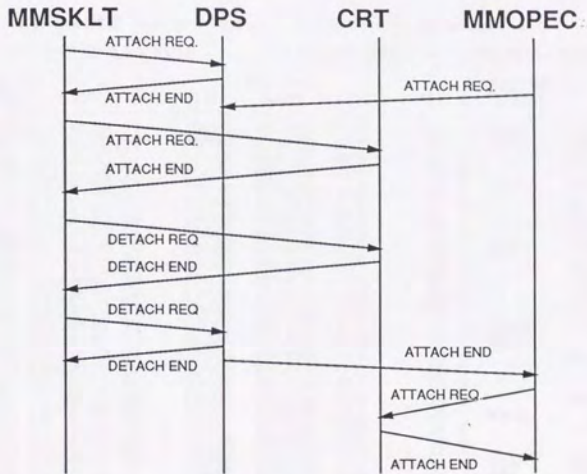 MMSKLT DPS CRT MMOPEC
ATTACH REQ.
ATTACH REQ.
ATTACH END
ATTACH REQ.
ATTACH END
DETACH REQ
DETACH END
DETACH REQ
ATTACH END
DETACH END
ATTACH REQ
ATTACH END